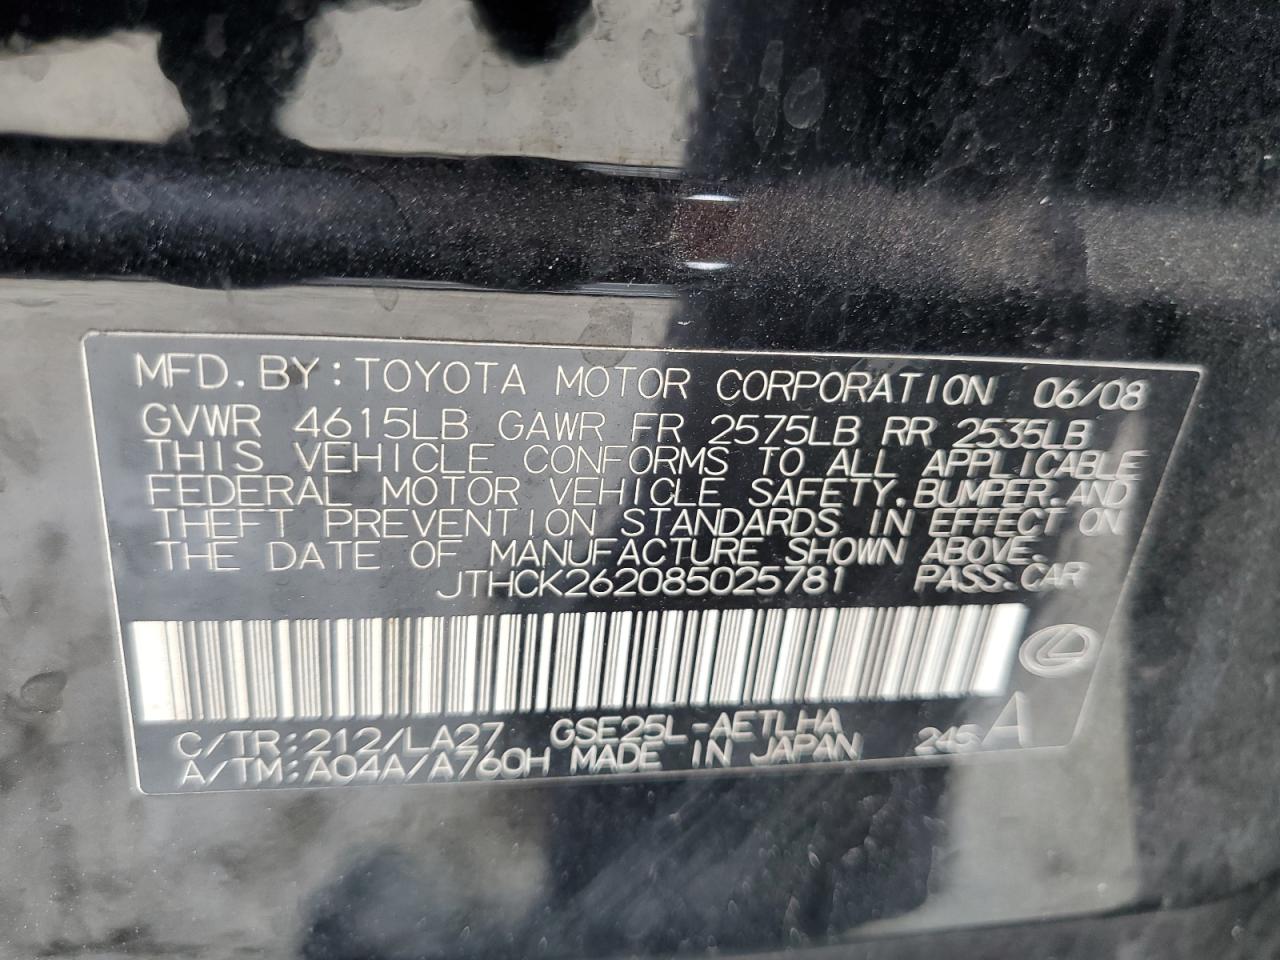 MFD. BY: TOYOTA MOTOR CORPORATION 06/08
GVWR 4615LB GAWR FR 2575LB RR 2535LB
THIS VEHICLE CONFORMS TO ALL APPLICABLE
FEDERAL MOTOR VEHICLE SAFETY, BUMPER, AND
THEFT PREVENTION STANDARDS IN EFFECT ON
THE DATE OF MANUFACTURE SHOWN ABOVE.
JTHCK262085025781 PASS. CAR
C/TR: 212/LA27 GSE25L-AETLHA
A/TM: A04A/A760H MADE IN JAPAN 245 A